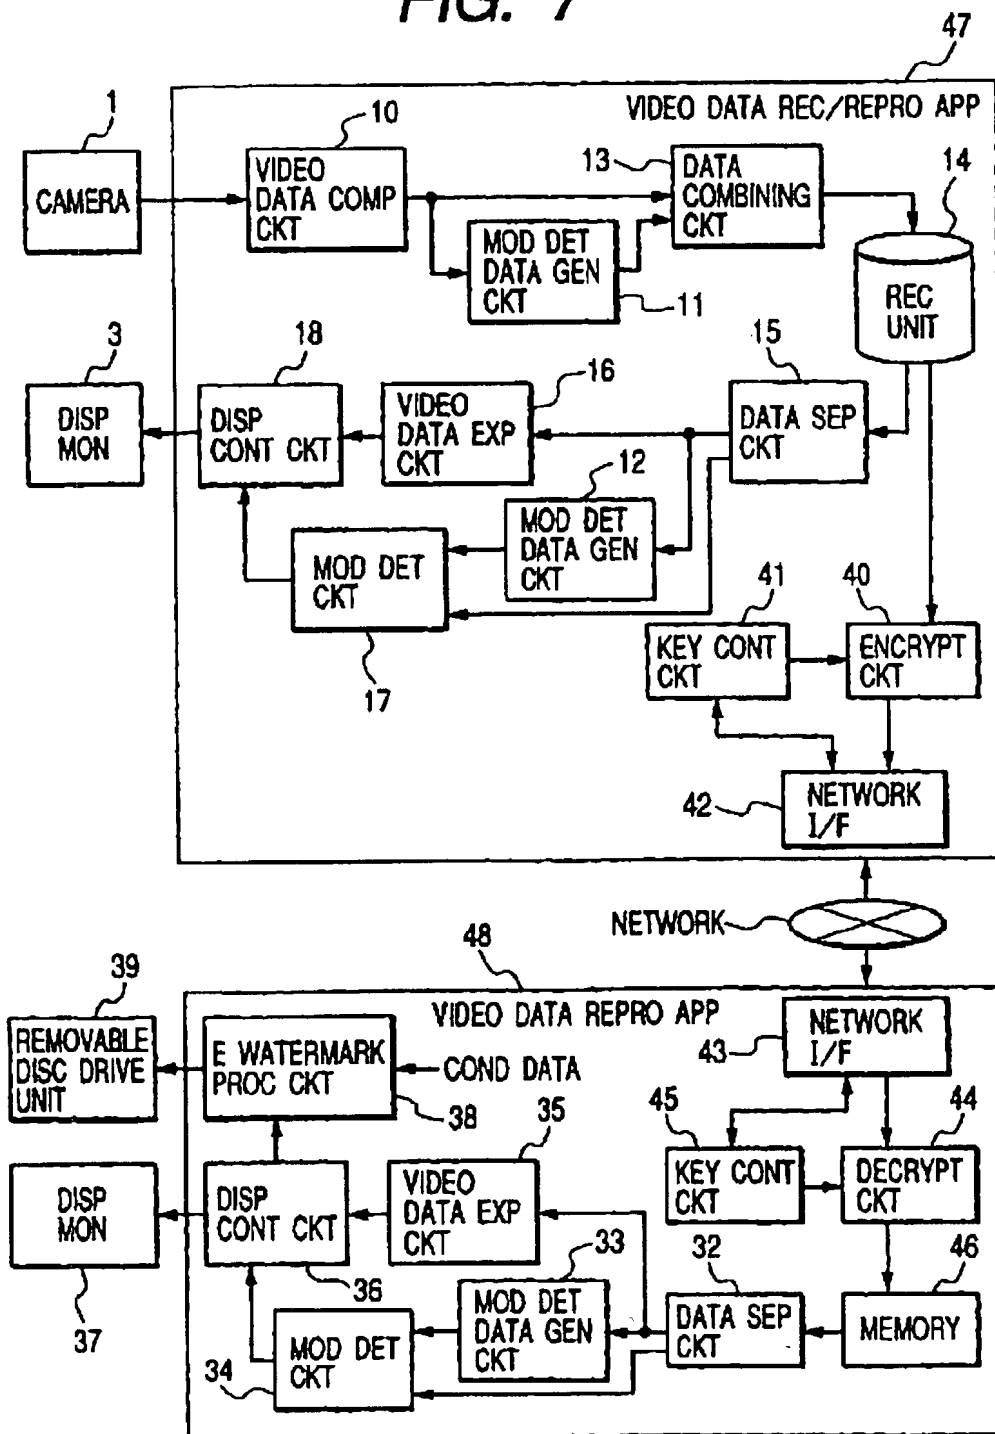 FIG. 7
47
VIDEO DATA REC/REPRO APP
1
CAMERA
10
VIDEO
DATA COMP
CKT
13
DATA
COMBINING
CKT
14
REC
UNIT
MOD DET
DATA GEN
CKT
11
3
DISP
MON
18
DISP
CONT CKT
16
VIDEO
DATA EXP
CKT
15
DATA SEP
CKT
12
MOD DET
DATA GEN
CKT
MOD DET
CKT
17
41
KEY CONT
CKT
40
ENCRYPT
CKT
42
NETWORK
I/F
NETWORK
48
VIDEO DATA REPRO APP
39
REMOVABLE
DISC DRIVE
UNIT
E WATERMARK
PROC CKT
38
COND DATA
43
NETWORK
I/F
45
KEY CONT
CKT
44
DECRYPT
CKT
DISP
MON
37
DISP
CONT CKT
36
35
VIDEO
DATA EXP
CKT
33
MOD DET
DATA GEN
CKT
32
DATA SEP
CKT
46
MEMORY
34
MOD DET
CKT